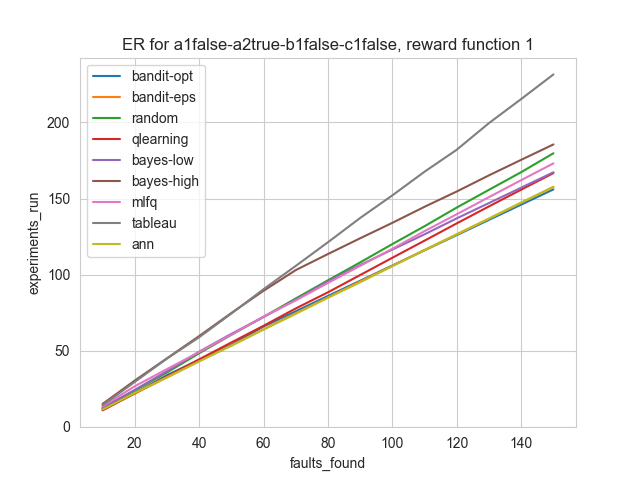 ER for a1false-a2true-b1false-c1false, reward function 1
bandit-opt
bandit-eps
random
qlearning
bayes-low
bayes-high
mlfq
tableau
ann
experiments_run
200
150
100
50
0
20 40 60 80 100 120 140
faults_found